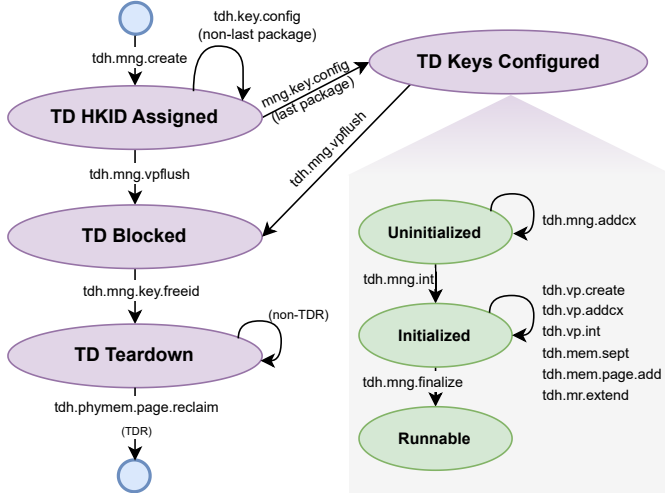 tdh.key.config
(non-last package)
tdh.mng.create
TD Keys Configured
mng.key.config
(last package)
TD HKID Assigned
tdh.mng.vpflush
tdh.mng.vpflush
TD Blocked
tdh.mng.key.freeid
(non-TDR)
TD Teardown
tdh.phymem.page.reclaim
(TDR)
Uninitialized
tdh.mng.addcx
tdh.mng.int
Initialized
tdh.vp.create
tdh.vp.addcx
tdh.vp.int
tdh.mem.sept
tdh.mem.page.add
tdh.mr.extend
tdh.mng.finalize
Runnable